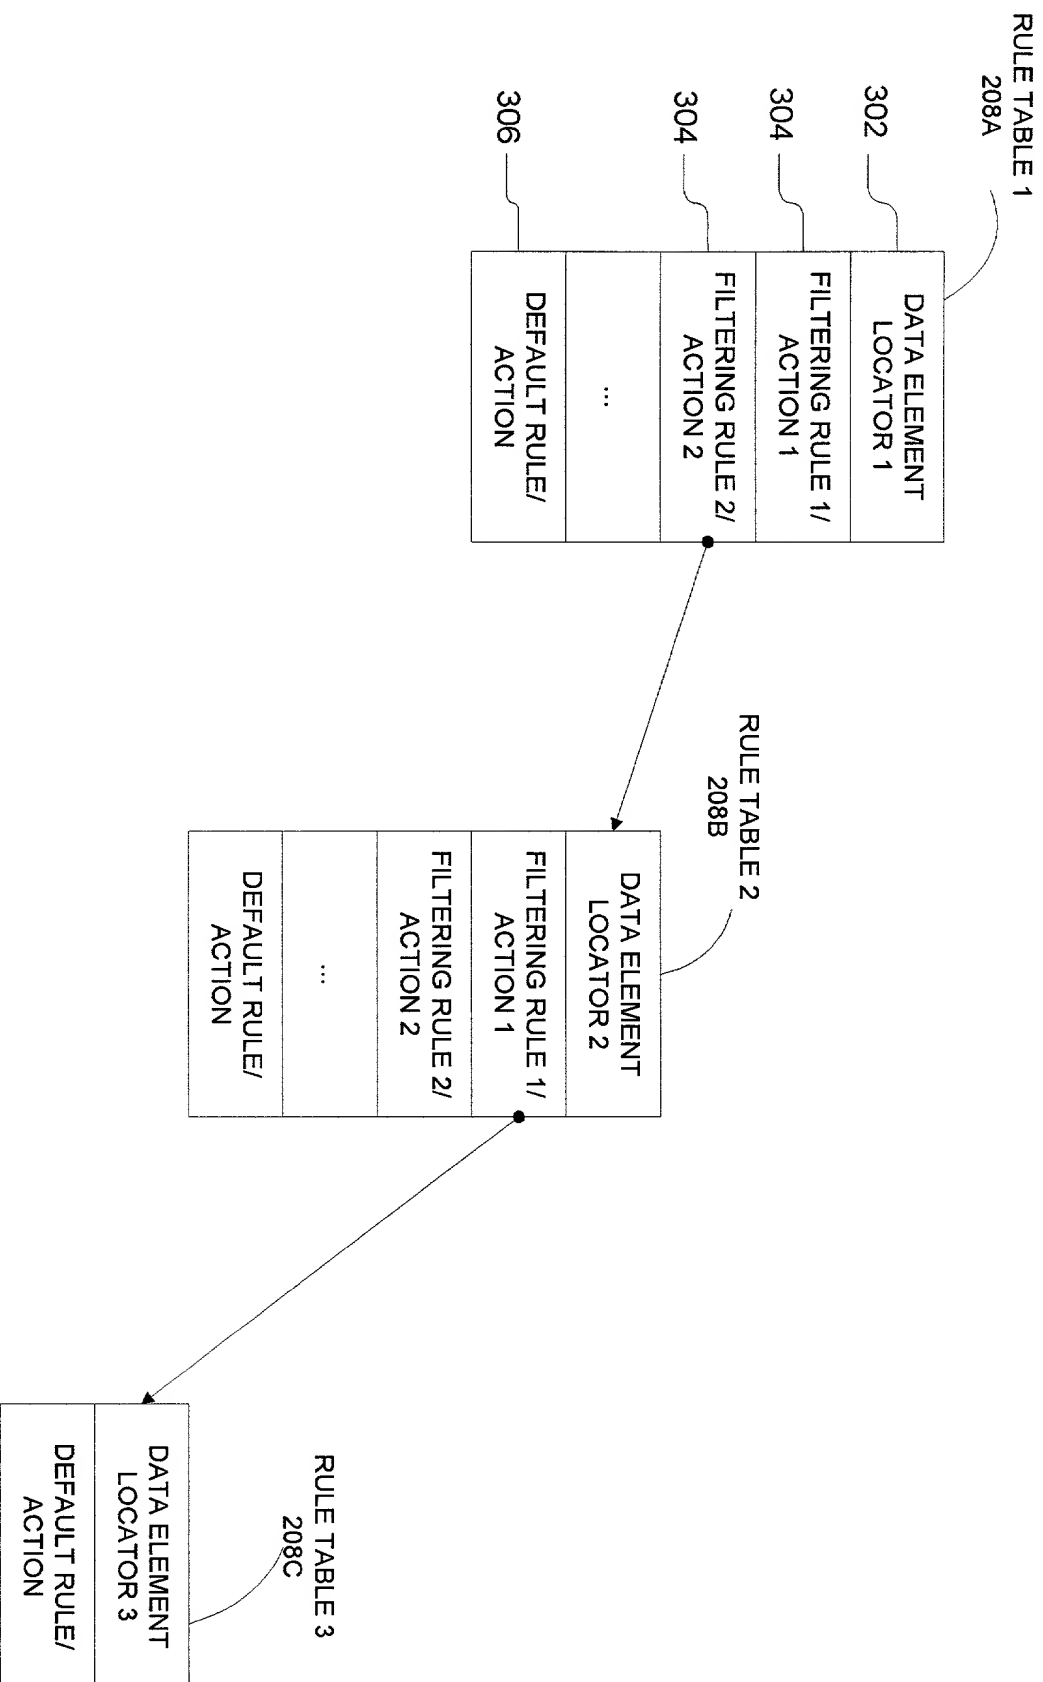 RULE TABLE 1
208A
302
304
304
306
DATA ELEMENT
LOCATOR 1
FILTERING RULE 1/
ACTION 1
FILTERING RULE 2/
ACTION 2
...
DEFAULT RULE/
ACTION
RULE TABLE 2
208B
DATA ELEMENT
LOCATOR 2
FILTERING RULE 1/
ACTION 1
FILTERING RULE 2/
ACTION 2
...
DEFAULT RULE/
ACTION
RULE TABLE 3
208C
DATA ELEMENT
LOCATOR 3
DEFAULT RULE/
ACTION